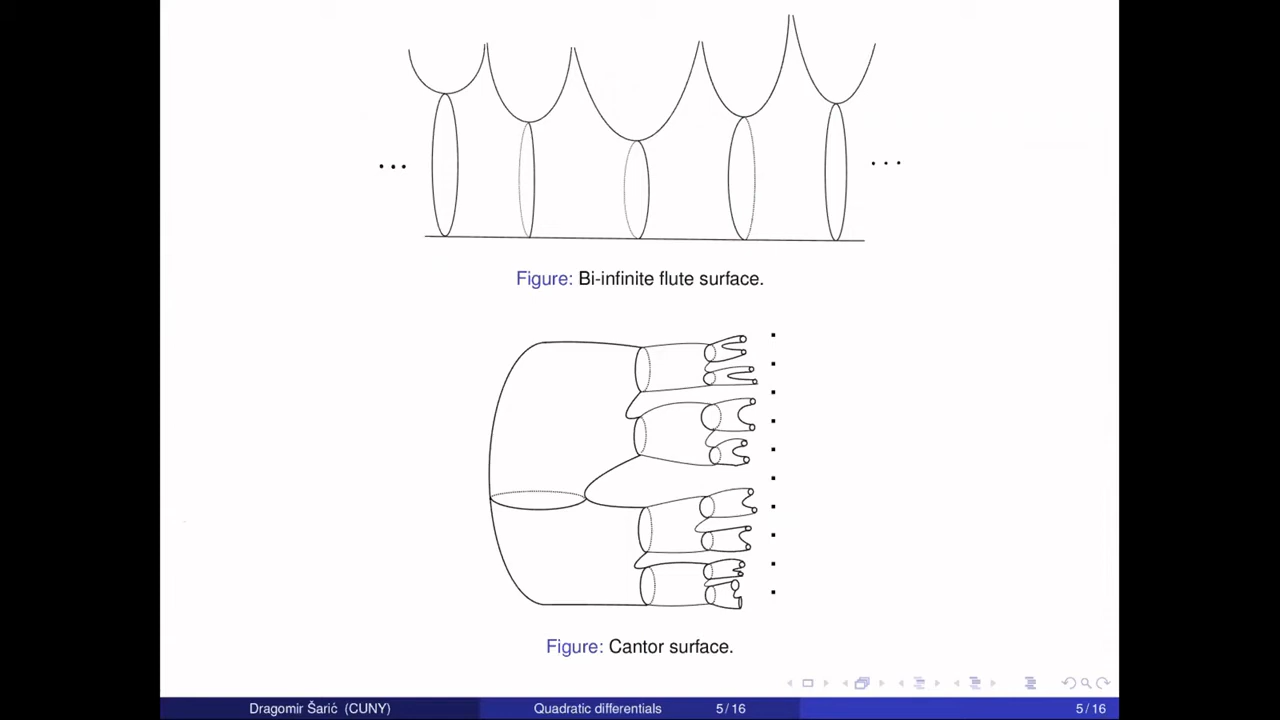 Figure: Bi-infinite flute surface.
Figure: Cantor surface.
Dragomir Šarić (CUNY) Quadratic differentials 5 / 16 5 / 16